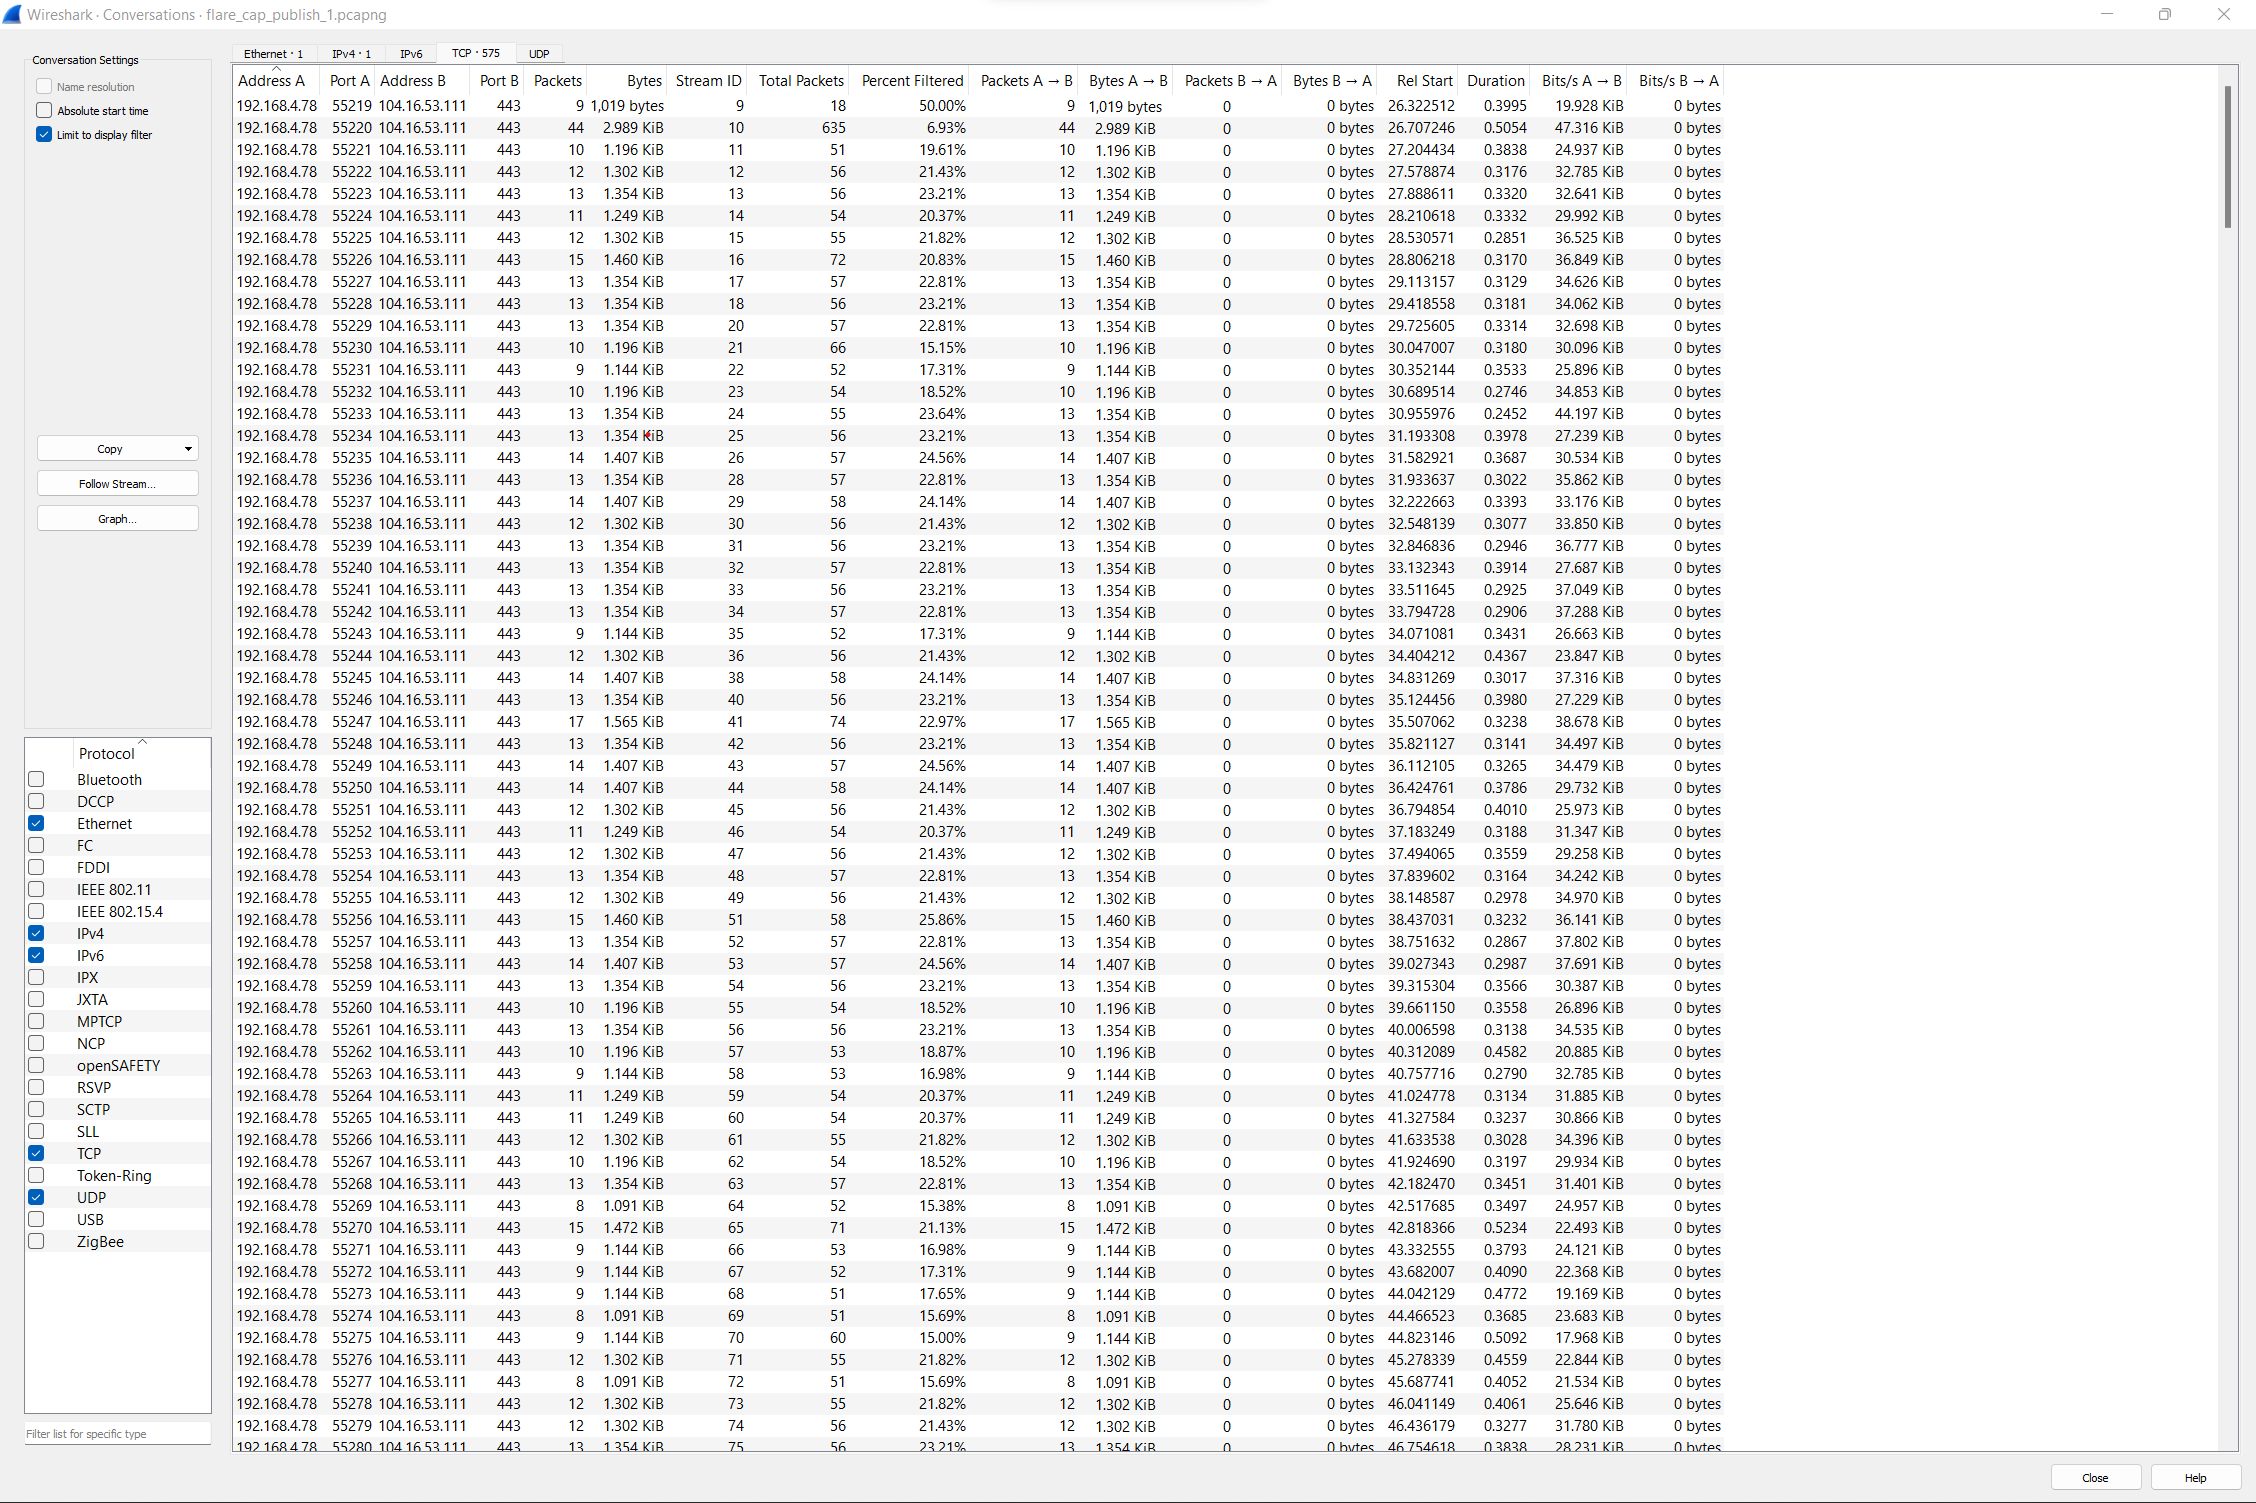 Wireshark · Conversations · flare_cap_publish_1.pcapng
Conversation Settings
Name resolution
Absolute start time
Limit to display filter
Copy
Follow Stream...
Graph...
Protocol
Bluetooth
DCCP
Ethernet
FC
FDDI
IEEE 802.11
IEEE 802.15.4
IPv4
IPv6
IPX
JXTA
MPTCP
NCP
openSAFETY
RSVP
SCTP
SLL
TCP
Token-Ring
UDP
USB
ZigBee
Filter list for specific type
Ethernet · 1 IPv4 · 1 IPv6 TCP · 575 UDP
Address A Port A Address B Port B Packets Bytes Stream ID Total Packets Percent Filtered Packets A → B Bytes A → B Packets B → A Bytes B → A Rel Start Duration Bits/s A → B Bits/s B → A
192.168.4.78 55219 104.16.53.111 443 9 1,019 bytes 9 18 50.00% 9 1,019 bytes 0 0 bytes 26.322512 0.3995 19.928 KiB 0 bytes
192.168.4.78 55220 104.16.53.111 443 44 2.989 KiB 10 635 6.93% 44 2.989 KiB 0 0 bytes 26.707246 0.5054 47.316 KiB 0 bytes
192.168.4.78 55221 104.16.53.111 443 10 1.196 KiB 11 51 19.61% 10 1.196 KiB 0 0 bytes 27.204434 0.3838 24.937 KiB 0 bytes
192.168.4.78 55222 104.16.53.111 443 12 1.302 KiB 12 56 21.43% 12 1.302 KiB 0 0 bytes 27.578874 0.3176 32.785 KiB 0 bytes
192.168.4.78 55223 104.16.53.111 443 13 1.354 KiB 13 56 23.21% 13 1.354 KiB 0 0 bytes 27.888611 0.3320 32.641 KiB 0 bytes
192.168.4.78 55224 104.16.53.111 443 11 1.249 KiB 14 54 20.37% 11 1.249 KiB 0 0 bytes 28.210618 0.3332 29.992 KiB 0 bytes
192.168.4.78 55225 104.16.53.111 443 12 1.302 KiB 15 55 21.82% 12 1.302 KiB 0 0 bytes 28.530571 0.2851 36.525 KiB 0 bytes
192.168.4.78 55226 104.16.53.111 443 15 1.460 KiB 16 72 20.83% 15 1.460 KiB 0 0 bytes 28.806218 0.3170 36.849 KiB 0 bytes
192.168.4.78 55227 104.16.53.111 443 13 1.354 KiB 17 57 22.81% 13 1.354 KiB 0 0 bytes 29.113157 0.3129 34.626 KiB 0 bytes
192.168.4.78 55228 104.16.53.111 443 13 1.354 KiB 18 56 23.21% 13 1.354 KiB 0 0 bytes 29.418558 0.3181 34.062 KiB 0 bytes
192.168.4.78 55229 104.16.53.111 443 13 1.354 KiB 20 57 22.81% 13 1.354 KiB 0 0 bytes 29.725605 0.3314 32.698 KiB 0 bytes
192.168.4.78 55230 104.16.53.111 443 10 1.196 KiB 21 66 15.15% 10 1.196 KiB 0 0 bytes 30.047007 0.3180 30.096 KiB 0 bytes
192.168.4.78 55231 104.16.53.111 443 9 1.144 KiB 22 52 17.31% 9 1.144 KiB 0 0 bytes 30.352144 0.3533 25.896 KiB 0 bytes
192.168.4.78 55232 104.16.53.111 443 10 1.196 KiB 23 54 18.52% 10 1.196 KiB 0 0 bytes 30.689514 0.2746 34.853 KiB 0 bytes
192.168.4.78 55233 104.16.53.111 443 13 1.354 KiB 24 55 23.64% 13 1.354 KiB 0 0 bytes 30.955976 0.2452 44.197 KiB 0 bytes
192.168.4.78 55234 104.16.53.111 443 13 1.354 KiB 25 56 23.21% 13 1.354 KiB 0 0 bytes 31.193308 0.3978 27.239 KiB 0 bytes
192.168.4.78 55235 104.16.53.111 443 14 1.407 KiB 26 57 24.56% 14 1.407 KiB 0 0 bytes 31.582921 0.3687 30.534 KiB 0 bytes
192.168.4.78 55236 104.16.53.111 443 13 1.354 KiB 28 57 22.81% 13 1.354 KiB 0 0 bytes 31.933637 0.3022 35.862 KiB 0 bytes
192.168.4.78 55237 104.16.53.111 443 14 1.407 KiB 29 58 24.14% 14 1.407 KiB 0 0 bytes 32.222663 0.3393 33.176 KiB 0 bytes
192.168.4.78 55238 104.16.53.111 443 12 1.302 KiB 30 56 21.43% 12 1.302 KiB 0 0 bytes 32.548139 0.3077 33.850 KiB 0 bytes
192.168.4.78 55239 104.16.53.111 443 13 1.354 KiB 31 56 23.21% 13 1.354 KiB 0 0 bytes 32.846836 0.2946 36.777 KiB 0 bytes
192.168.4.78 55240 104.16.53.111 443 13 1.354 KiB 32 57 22.81% 13 1.354 KiB 0 0 bytes 33.132343 0.3914 27.687 KiB 0 bytes
192.168.4.78 55241 104.16.53.111 443 13 1.354 KiB 33 56 23.21% 13 1.354 KiB 0 0 bytes 33.511645 0.2925 37.049 KiB 0 bytes
192.168.4.78 55242 104.16.53.111 443 13 1.354 KiB 34 57 22.81% 13 1.354 KiB 0 0 bytes 33.794728 0.2906 37.288 KiB 0 bytes
192.168.4.78 55243 104.16.53.111 443 9 1.144 KiB 35 52 17.31% 9 1.144 KiB 0 0 bytes 34.071081 0.3431 26.663 KiB 0 bytes
192.168.4.78 55244 104.16.53.111 443 12 1.302 KiB 36 56 21.43% 12 1.302 KiB 0 0 bytes 34.404212 0.4367 23.847 KiB 0 bytes
192.168.4.78 55245 104.16.53.111 443 14 1.407 KiB 38 58 24.14% 14 1.407 KiB 0 0 bytes 34.831269 0.3017 37.316 KiB 0 bytes
192.168.4.78 55246 104.16.53.111 443 13 1.354 KiB 40 56 23.21% 13 1.354 KiB 0 0 bytes 35.124456 0.3980 27.229 KiB 0 bytes
192.168.4.78 55247 104.16.53.111 443 17 1.565 KiB 41 74 22.97% 17 1.565 KiB 0 0 bytes 35.507062 0.3238 38.678 KiB 0 bytes
192.168.4.78 55248 104.16.53.111 443 13 1.354 KiB 42 56 23.21% 13 1.354 KiB 0 0 bytes 35.821127 0.3141 34.497 KiB 0 bytes
192.168.4.78 55249 104.16.53.111 443 14 1.407 KiB 43 57 24.56% 14 1.407 KiB 0 0 bytes 36.112105 0.3265 34.479 KiB 0 bytes
192.168.4.78 55250 104.16.53.111 443 14 1.407 KiB 44 58 24.14% 14 1.407 KiB 0 0 bytes 36.424761 0.3786 29.732 KiB 0 bytes
192.168.4.78 55251 104.16.53.111 443 12 1.302 KiB 45 56 21.43% 12 1.302 KiB 0 0 bytes 36.794854 0.4010 25.973 KiB 0 bytes
192.168.4.78 55252 104.16.53.111 443 11 1.249 KiB 46 54 20.37% 11 1.249 KiB 0 0 bytes 37.183249 0.3188 31.347 KiB 0 bytes
192.168.4.78 55253 104.16.53.111 443 12 1.302 KiB 47 56 21.43% 12 1.302 KiB 0 0 bytes 37.494065 0.3559 29.258 KiB 0 bytes
192.168.4.78 55254 104.16.53.111 443 13 1.354 KiB 48 57 22.81% 13 1.354 KiB 0 0 bytes 37.839602 0.3164 34.242 KiB 0 bytes
192.168.4.78 55255 104.16.53.111 443 12 1.302 KiB 49 56 21.43% 12 1.302 KiB 0 0 bytes 38.148587 0.2978 34.970 KiB 0 bytes
192.168.4.78 55256 104.16.53.111 443 15 1.460 KiB 51 58 25.86% 15 1.460 KiB 0 0 bytes 38.437031 0.3232 36.141 KiB 0 bytes
192.168.4.78 55257 104.16.53.111 443 13 1.354 KiB 52 57 22.81% 13 1.354 KiB 0 0 bytes 38.751632 0.2867 37.802 KiB 0 bytes
192.168.4.78 55258 104.16.53.111 443 14 1.407 KiB 53 57 24.56% 14 1.407 KiB 0 0 bytes 39.027343 0.2987 37.691 KiB 0 bytes
192.168.4.78 55259 104.16.53.111 443 13 1.354 KiB 54 56 23.21% 13 1.354 KiB 0 0 bytes 39.315304 0.3566 30.387 KiB 0 bytes
192.168.4.78 55260 104.16.53.111 443 10 1.196 KiB 55 54 18.52% 10 1.196 KiB 0 0 bytes 39.661150 0.3558 26.896 KiB 0 bytes
192.168.4.78 55261 104.16.53.111 443 13 1.354 KiB 56 56 23.21% 13 1.354 KiB 0 0 bytes 40.006598 0.3138 34.535 KiB 0 bytes
192.168.4.78 55262 104.16.53.111 443 10 1.196 KiB 57 53 18.87% 10 1.196 KiB 0 0 bytes 40.312089 0.4582 20.885 KiB 0 bytes
192.168.4.78 55263 104.16.53.111 443 9 1.144 KiB 58 53 16.98% 9 1.144 KiB 0 0 bytes 40.757716 0.2790 32.785 KiB 0 bytes
192.168.4.78 55264 104.16.53.111 443 11 1.249 KiB 59 54 20.37% 11 1.249 KiB 0 0 bytes 41.024778 0.3134 31.885 KiB 0 bytes
192.168.4.78 55265 104.16.53.111 443 11 1.249 KiB 60 54 20.37% 11 1.249 KiB 0 0 bytes 41.327584 0.3237 30.866 KiB 0 bytes
192.168.4.78 55266 104.16.53.111 443 12 1.302 KiB 61 55 21.82% 12 1.302 KiB 0 0 bytes 41.633538 0.3028 34.396 KiB 0 bytes
192.168.4.78 55267 104.16.53.111 443 10 1.196 KiB 62 54 18.52% 10 1.196 KiB 0 0 bytes 41.924690 0.3197 29.934 KiB 0 bytes
192.168.4.78 55268 104.16.53.111 443 13 1.354 KiB 63 57 22.81% 13 1.354 KiB 0 0 bytes 42.182470 0.3451 31.401 KiB 0 bytes
192.168.4.78 55269 104.16.53.111 443 8 1.091 KiB 64 52 15.38% 8 1.091 KiB 0 0 bytes 42.517685 0.3497 24.957 KiB 0 bytes
192.168.4.78 55270 104.16.53.111 443 15 1.472 KiB 65 71 21.13% 15 1.472 KiB 0 0 bytes 42.818366 0.5234 22.493 KiB 0 bytes
192.168.4.78 55271 104.16.53.111 443 9 1.144 KiB 66 53 16.98% 9 1.144 KiB 0 0 bytes 43.332555 0.3793 24.121 KiB 0 bytes
192.168.4.78 55272 104.16.53.111 443 9 1.144 KiB 67 52 17.31% 9 1.144 KiB 0 0 bytes 43.682007 0.4090 22.368 KiB 0 bytes
192.168.4.78 55273 104.16.53.111 443 9 1.144 KiB 68 51 17.65% 9 1.144 KiB 0 0 bytes 44.042129 0.4772 19.169 KiB 0 bytes
192.168.4.78 55274 104.16.53.111 443 8 1.091 KiB 69 51 15.69% 8 1.091 KiB 0 0 bytes 44.466523 0.3685 23.683 KiB 0 bytes
192.168.4.78 55275 104.16.53.111 443 9 1.144 KiB 70 60 15.00% 9 1.144 KiB 0 0 bytes 44.823146 0.5092 17.968 KiB 0 bytes
192.168.4.78 55276 104.16.53.111 443 12 1.302 KiB 71 55 21.82% 12 1.302 KiB 0 0 bytes 45.278339 0.4559 22.844 KiB 0 bytes
192.168.4.78 55277 104.16.53.111 443 8 1.091 KiB 72 51 15.69% 8 1.091 KiB 0 0 bytes 45.687741 0.4052 21.534 KiB 0 bytes
192.168.4.78 55278 104.16.53.111 443 12 1.302 KiB 73 55 21.82% 12 1.302 KiB 0 0 bytes 46.041149 0.4061 25.646 KiB 0 bytes
192.168.4.78 55279 104.16.53.111 443 12 1.302 KiB 74 56 21.43% 12 1.302 KiB 0 0 bytes 46.436179 0.3277 31.780 KiB 0 bytes
192.168.4.78 55280 104.16.53.111 443 13 1.354 KiB 75 56 23.21% 13 1.354 KiB 0 0 bytes 46.754618 0.3838 28.231 KiB 0 bytes
Close Help